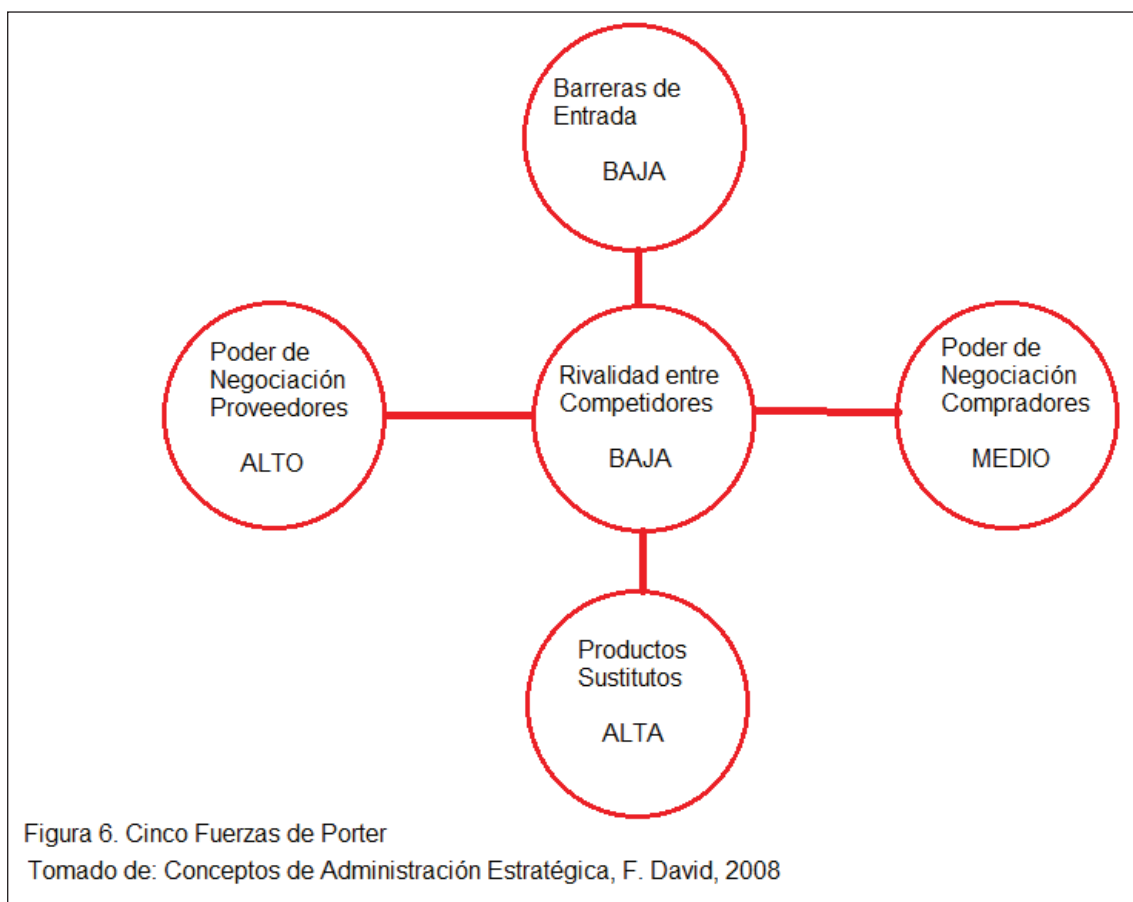 Barreras de
Entrada
BAJA
Poder de
Negociación
Proveedores
ALTO
Rivalidad entre
Competidores
BAJA
Poder de
Negociación
Compradores
MEDIO
Productos
Sustitutos
ALTA
Figura 6. Cinco Fuerzas de Porter
Tomado de: Conceptos de Administración Estratégica, F. David, 2008